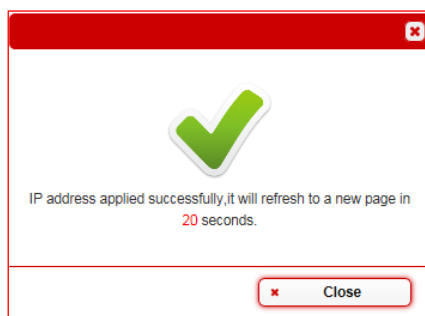 IP address applied successfully,it will refresh to a new page in
20 seconds.
Close